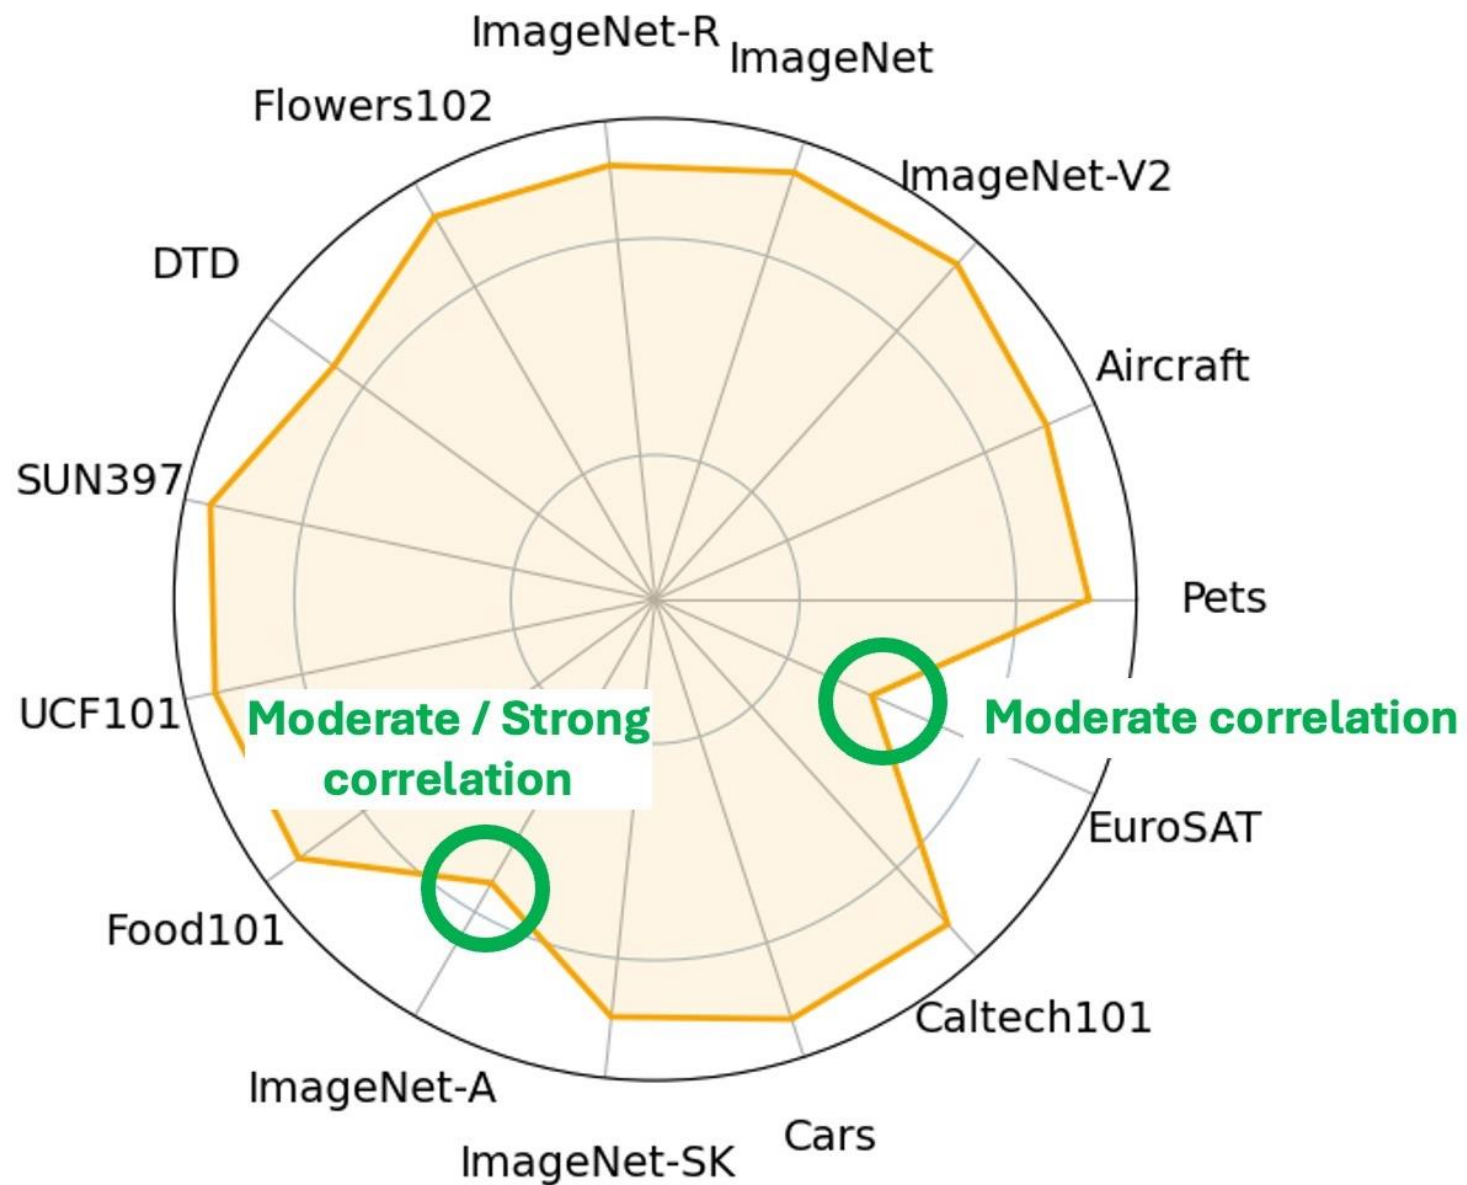 ImageNet-R
ImageNet
Flowers102
ImageNet-V2
DTD
Aircraft
SUN397
Pets
UCF101
Moderate / Strong
correlation
Moderate correlation
EuroSAT
Food101
Caltech101
ImageNet-A
Cars
ImageNet-SK